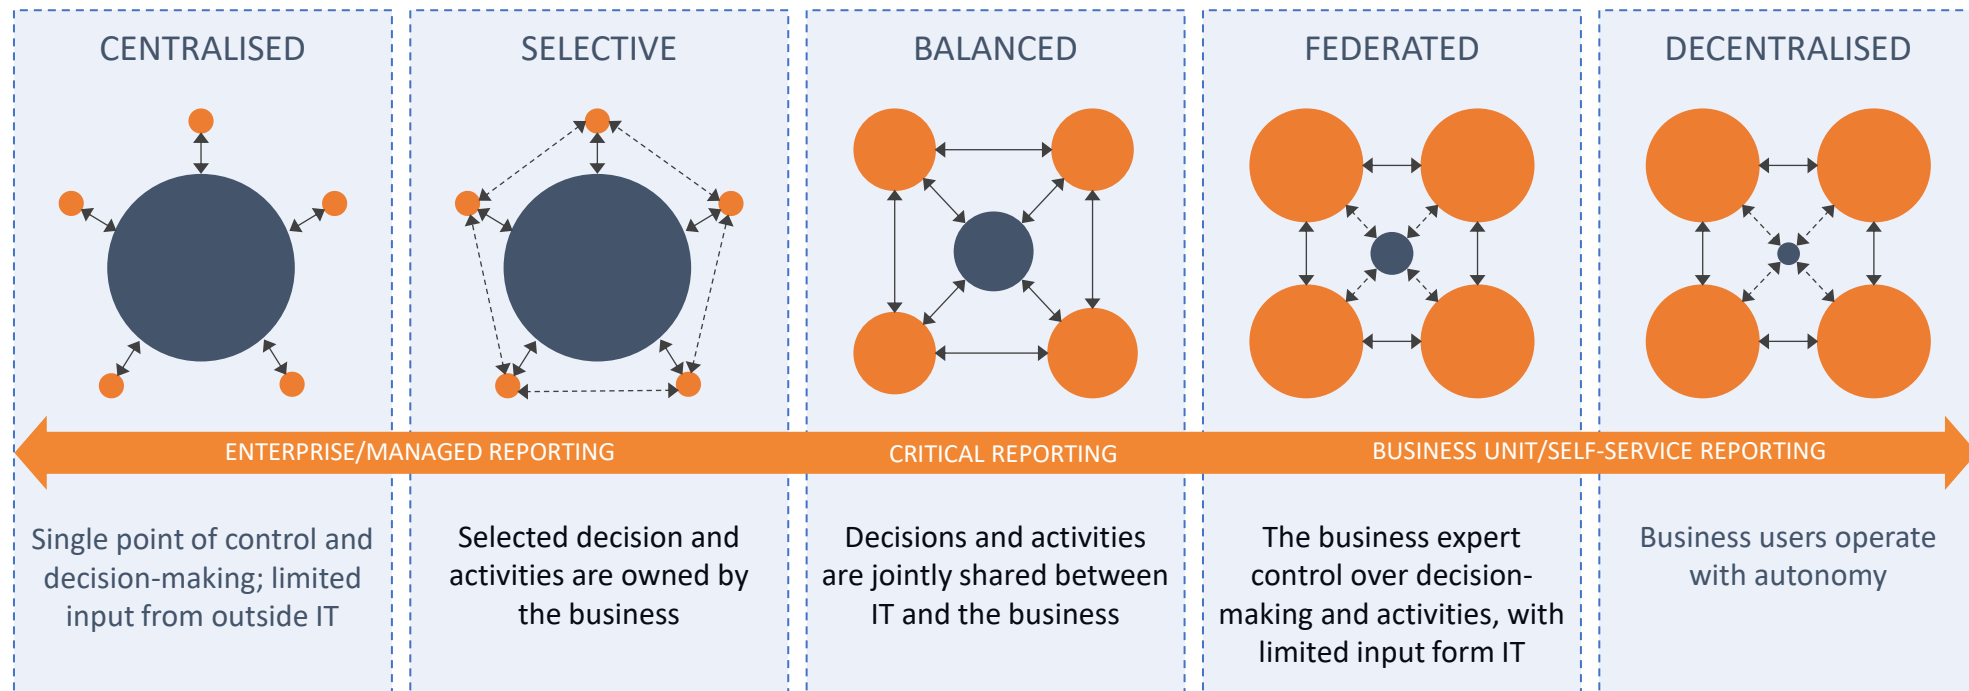 CENTRALISED
SELECTIVE
BALANCED
FEDERATED
DECENTRALISED
ENTERPRISE/MANAGED REPORTING
CRITICAL REPORTING
BUSINESS UNIT/SELF-SERVICE REPORTING
Single point of control and
decision-making; limited
input from outside IT
Selected decision and
activities are owned by
the business
Decisions and activities
are jointly shared between
IT and the business
The business expert
control over decision-
making and activities, with
limited input form IT
Business users operate
with autonomy